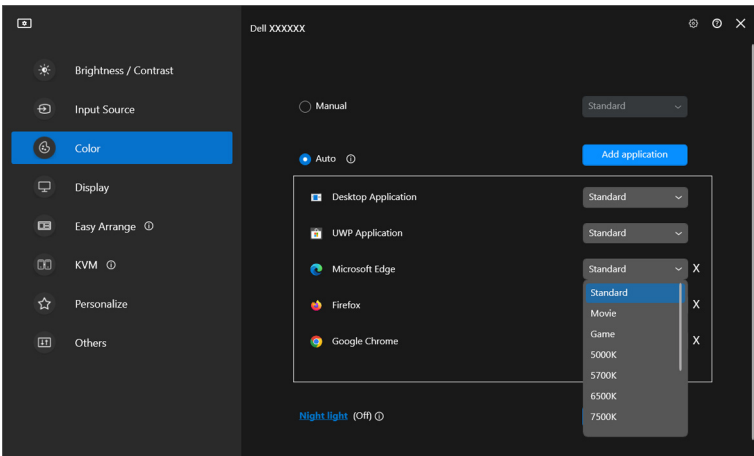 Dell XXXXXX
Brightness / Contrast
Input Source
Color
Display
Easy Arrange
KVM
Personalize
Others
Manual
Standard
Auto
Add application
Desktop Application
Standard
UWP Application
Standard
Microsoft Edge
Standard
X
Firefox
X
Google Chrome
X
Standard
Movie
Game
5000K
5700K
6500K
7500K
Night light (Off)